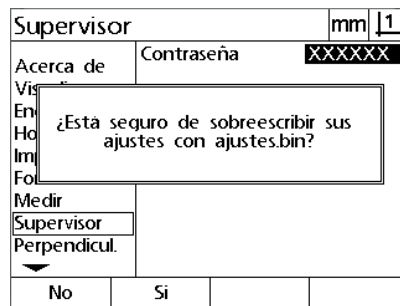 Supervisor mm 1
Contraseña XXXXXX
Acerca de
¿Está seguro de sobreescribir sus
ajustes con ajustes.bin?
Medir
Supervisor
Perpendicul.
No Si